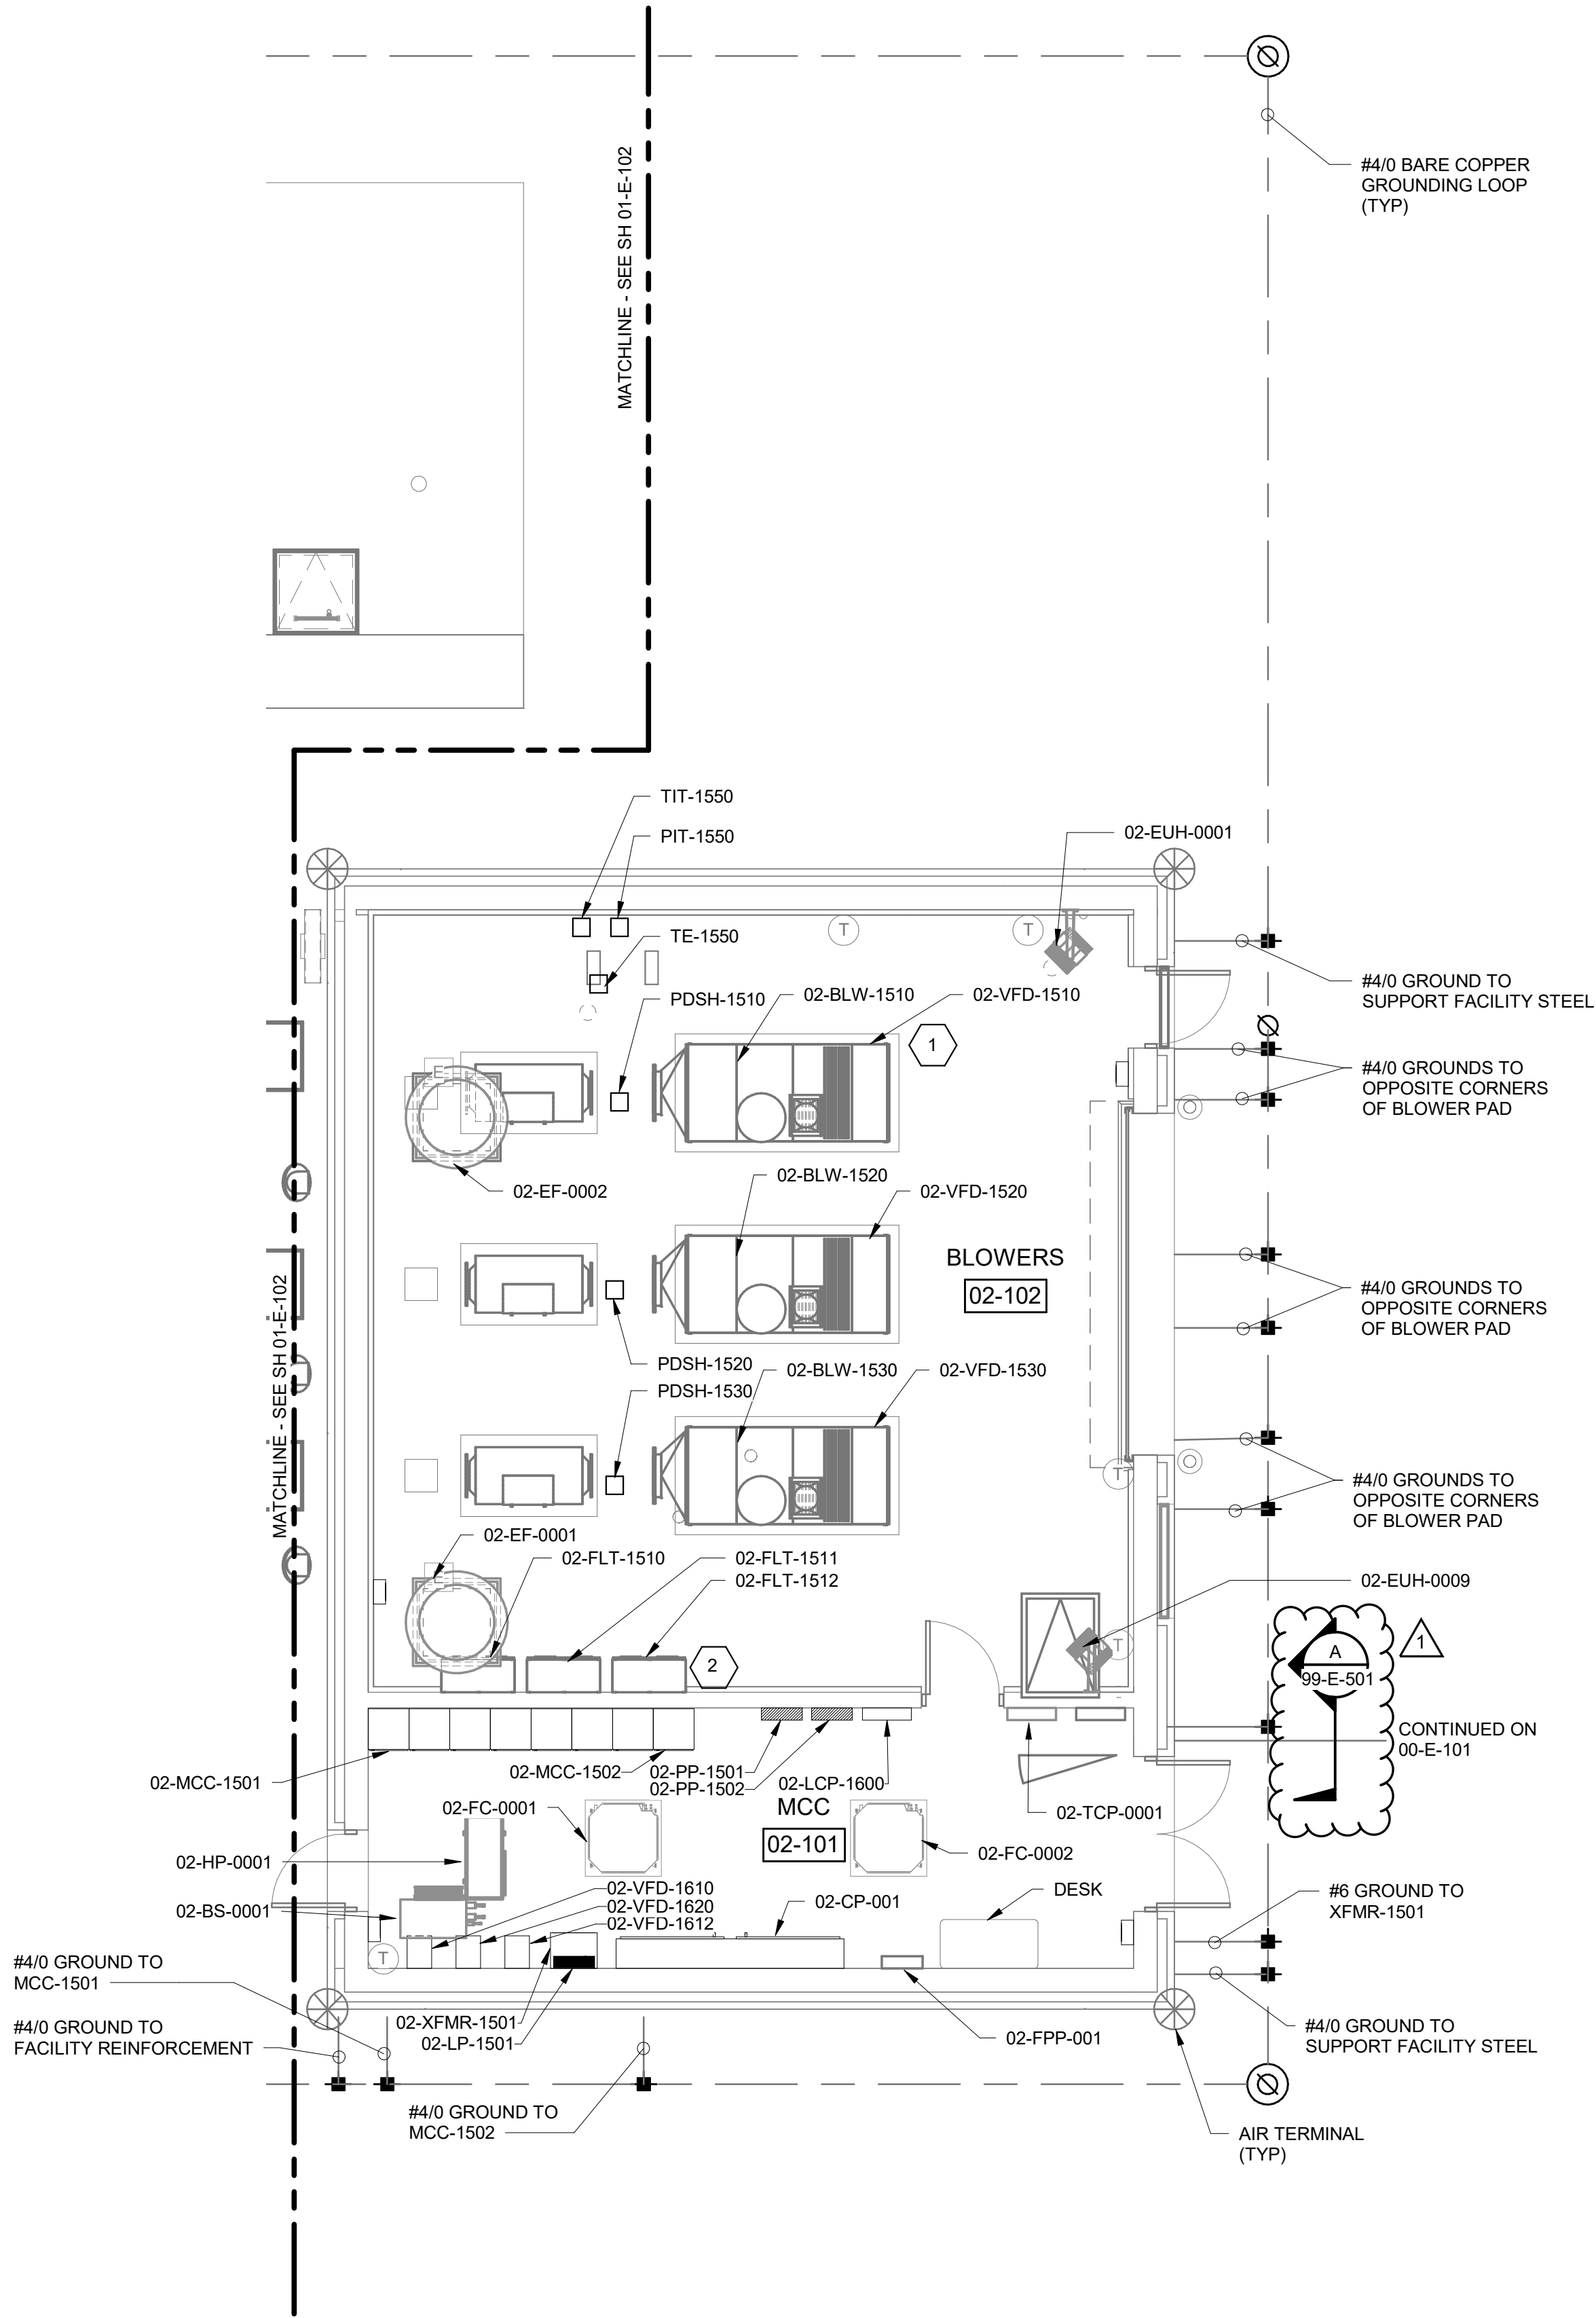 #4/0 BARE COPPER
GROUNDING LOOP
(TYP)
MATCHLINE - SEE SH 01-E-102
TIT-1550
PIT-1550
02-EUH-0001
TE-1550
T
T
PDSH-1510
02-BLW-1510
02-VFD-1510
1
#4/0 GROUND TO
SUPPORT FACILITY STEEL
#4/0 GROUNDS TO
OPPOSITE CORNERS
OF BLOWER PAD
E
02-EF-0002
02-BLW-1520
02-VFD-1520
BLOWERS
02-102
#4/0 GROUNDS TO
OPPOSITE CORNERS
OF BLOWER PAD
MATCHLINE - SEE SH 01-E-102
PDSH-1520
PDSH-1530
02-BLW-1530
02-VFD-1530
T
#4/0 GROUNDS TO
OPPOSITE CORNERS
OF BLOWER PAD
02-EF-0001
E
02-FLT-1510
02-FLT-1511
02-FLT-1512
02-EUH-0009
2
T
A
99-E-501
1
CONTINUED ON
00-E-101
02-MCC-1501
02-MCC-1502
02-PP-1501
02-PP-1502
02-LCP-1600
02-TCP-0001
MCC
02-101
02-FC-0001
02-FC-0002
02-HP-0001
02-BS-0001
02-VFD-1610
02-VFD-1620
02-VFD-1612
02-CP-001
DESK
#6 GROUND TO
XFMR-1501
T
#4/0 GROUND TO
MCC-1501
#4/0 GROUND TO
FACILITY REINFORCEMENT
02-XFMR-1501
02-LP-1501
02-FPP-001
#4/0 GROUND TO
SUPPORT FACILITY STEEL
#4/0 GROUND TO
MCC-1502
AIR TERMINAL
(TYP)